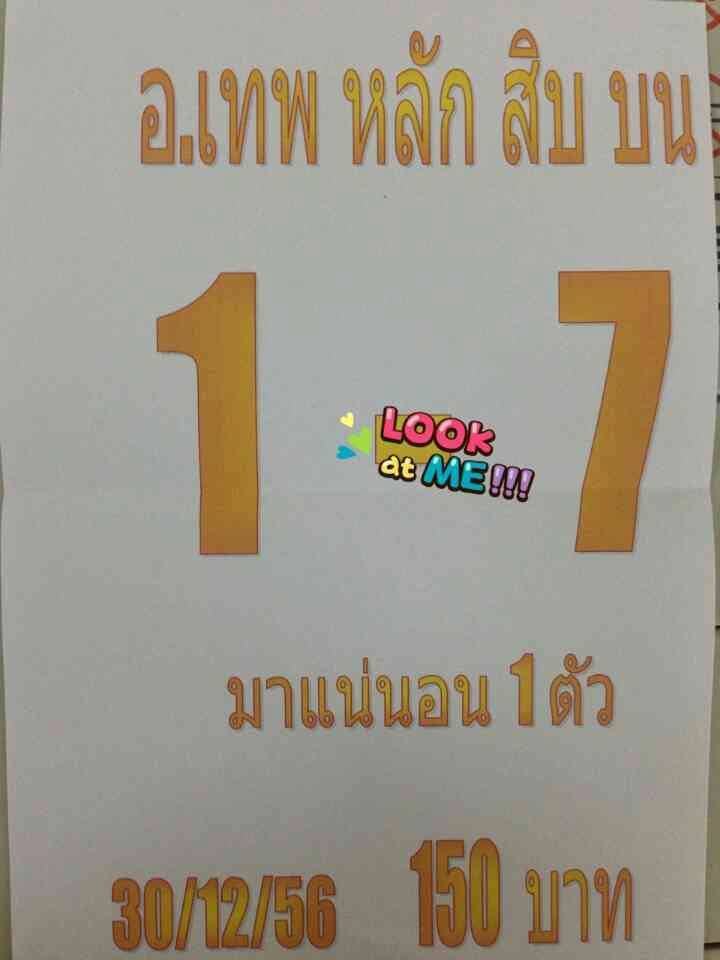 อ.เทพ หลัก สิบ บน
1 7
LOOK
at ME!!!
มาแน่นอน 1 ตัว
30/12/56 150 บาท